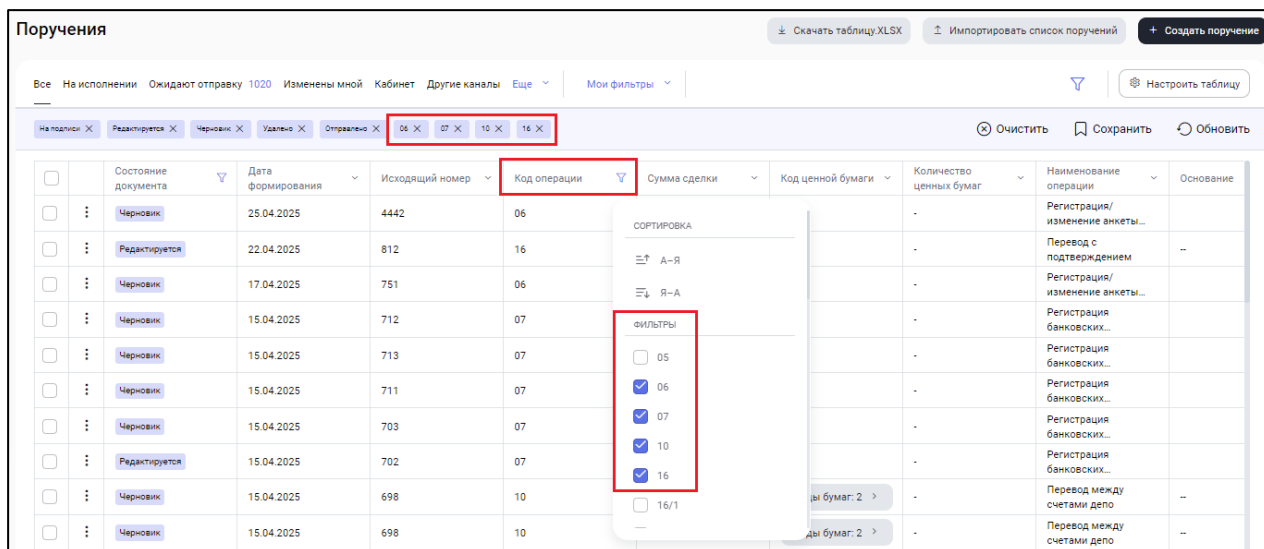 Поручения
Скачать таблицу.XLSX
Импортировать список поручений
+ Создать поручение
Все На исполнении Ожидают отправку 1020 Изменены мной Кабинет Другие каналы Еще Мои фильтры
Настроить таблицу
На подписи Редактируется Черновик Удалено Отправлено 06 07 10 16
Очистить Сохранить Обновить
Состояние документа
Дата формирования
Исходящий номер
Код операции
Сумма сделки
Код ценной бумаги
Количество ценных бумаг
Наименование операции
Основание
Черновик 25.04.2025 4442 06 - Регистрация/
изменение анкеты...
Редактируется 22.04.2025 812 16 - Перевод с --
подтверждением
Черновик 17.04.2025 751 06 - Регистрация/
изменение анкеты...
Черновик 15.04.2025 712 07 - Регистрация
банковских...
Черновик 15.04.2025 713 07 - Регистрация
банковских...
Черновик 15.04.2025 711 07 - Регистрация
банковских...
Черновик 15.04.2025 703 07 - Регистрация
банковских...
Редактируется 15.04.2025 702 07 - Регистрация
банковских...
Черновик 15.04.2025 698 10 бумаг: 2 - Перевод между --
счетами депо
Черновик 15.04.2025 698 10 бумаг: 2 - Перевод между --
счетами депо
СОРТИРОВКА
А–Я
Я–А
ФИЛЬТРЫ
05
06
07
10
16
16/1